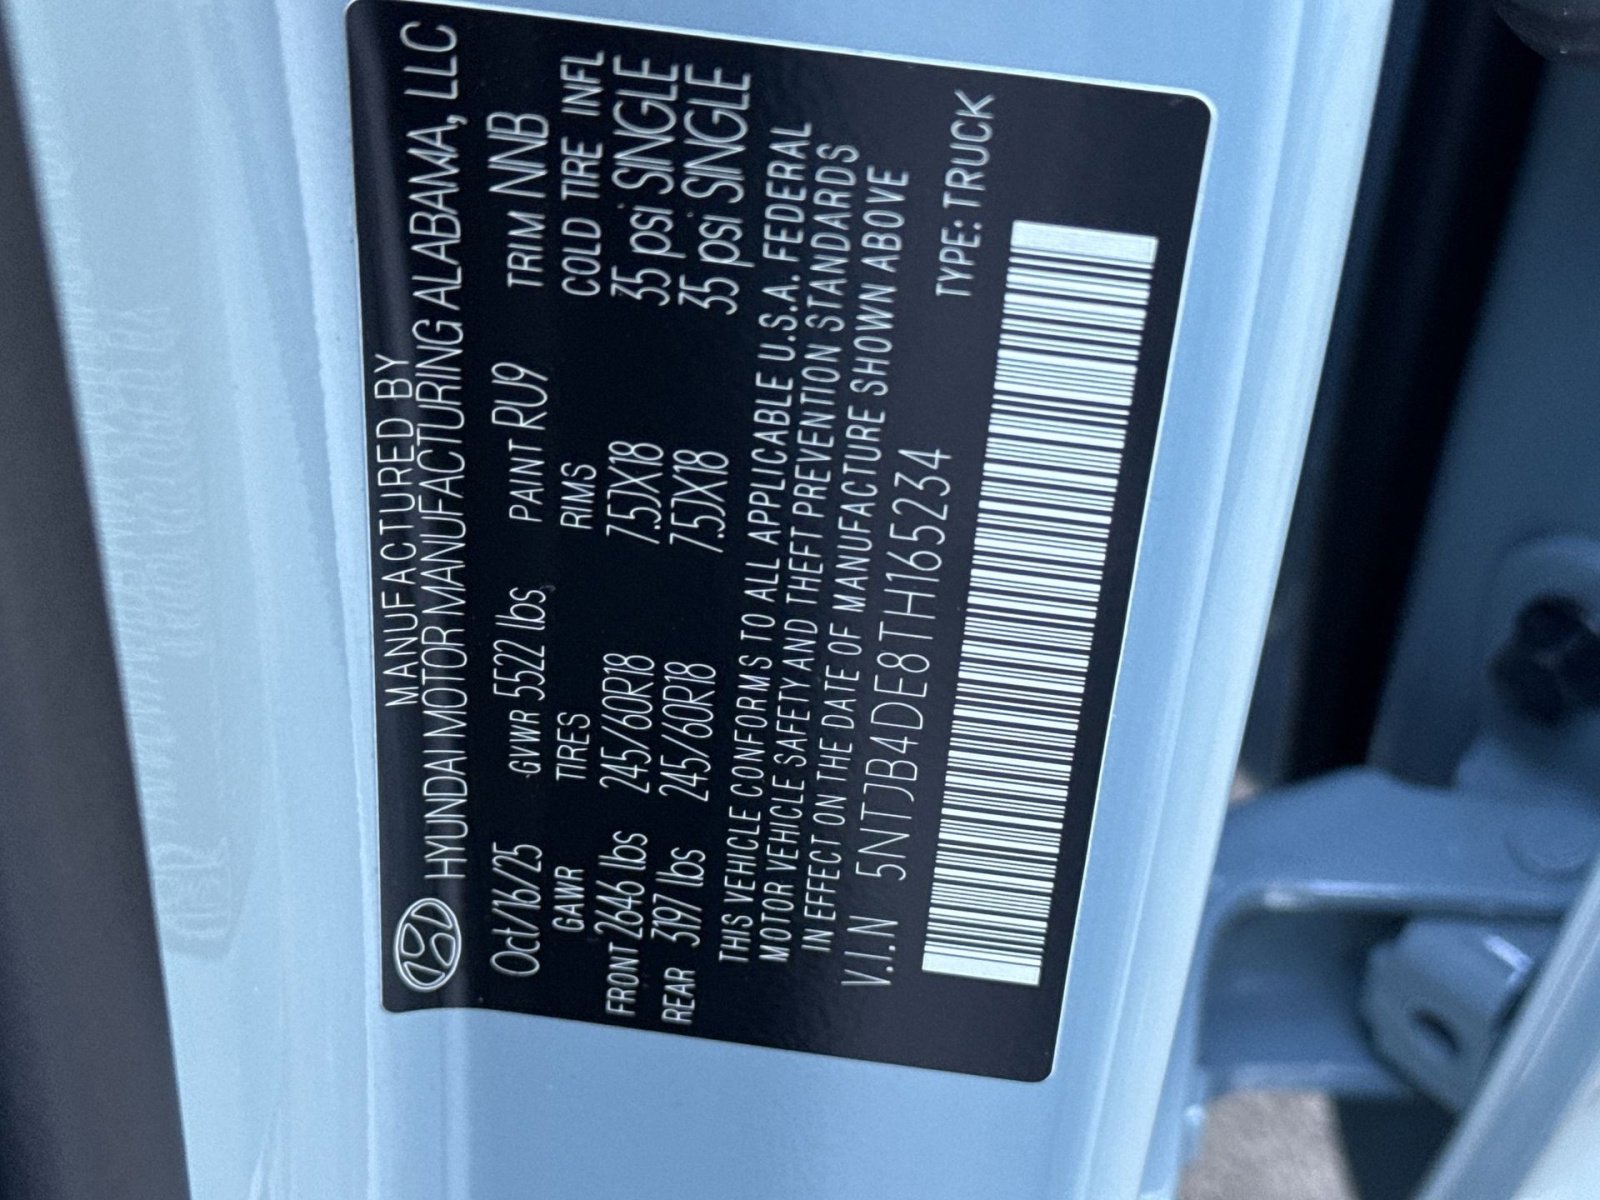 MANUFACTURED BY
HYUNDAI MOTOR MANUFACTURING ALABAMA, LLC
Oct/16/25 GVWR 5522 lbs, PAINT RU9 TRIM NNB
GAWR TIRES RIMS COLD TIRE INFL
FRONT 2646 lbs 245/60R18 7.5JX18 35 psi SINGLE
REAR 3197 lbs 245/60R18 7.5JX18 35 psi SINGLE
THIS VEHICLE CONFORMS TO ALL APPLICABLE U.S.A. FEDERAL
MOTOR VEHICLE SAFETY AND THEFT PREVENTION STANDARDS
IN EFFECT ON THE DATE OF MANUFACTURE SHOWN ABOVE
V.I.N 5NTJB4DE8TH165234
TYPE: TRUCK